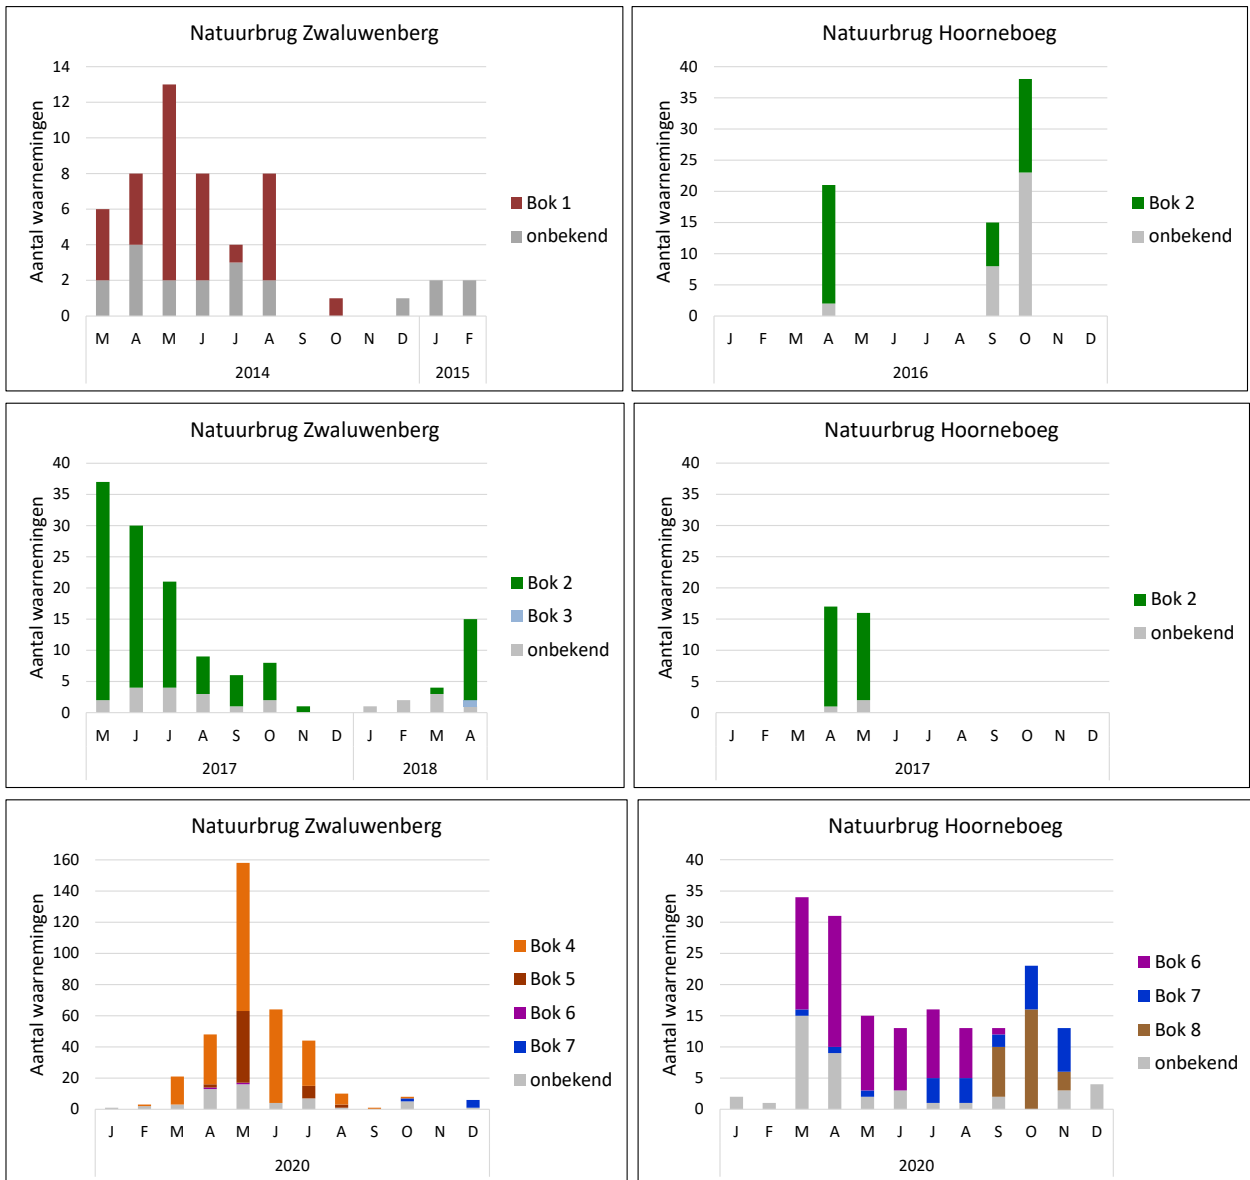 Natuurbrug Zwaluwenberg
Aantal waarnemingen
14
12
10
8
6
4
2
0
M A M J J A S O N D J F
2014 2015
Bok 1
onbekend
Natuurbrug Hoorneboeg
Aantal waarnemingen
40
35
30
25
20
15
10
5
0
J F M A M J J A S O N D
2016
Bok 2
onbekend
Natuurbrug Zwaluwenberg
Aantal waarnemingen
40
35
30
25
20
15
10
5
0
M J J A S O N D J F M A
2017 2018
Bok 2
Bok 3
onbekend
Natuurbrug Hoorneboeg
Aantal waarnemingen
40
35
30
25
20
15
10
5
0
J F M A M J J A S O N D
2017
Bok 2
onbekend
Natuurbrug Zwaluwenberg
Aantal waarnemingen
160
140
120
100
80
60
40
20
0
J F M A M J J A S O N D
2020
Bok 4
Bok 5
Bok 6
Bok 7
onbekend
Natuurbrug Hoorneboeg
Aantal waarnemingen
40
35
30
25
20
15
10
5
0
J F M A M J J A S O N D
2020
Bok 6
Bok 7
Bok 8
onbekend